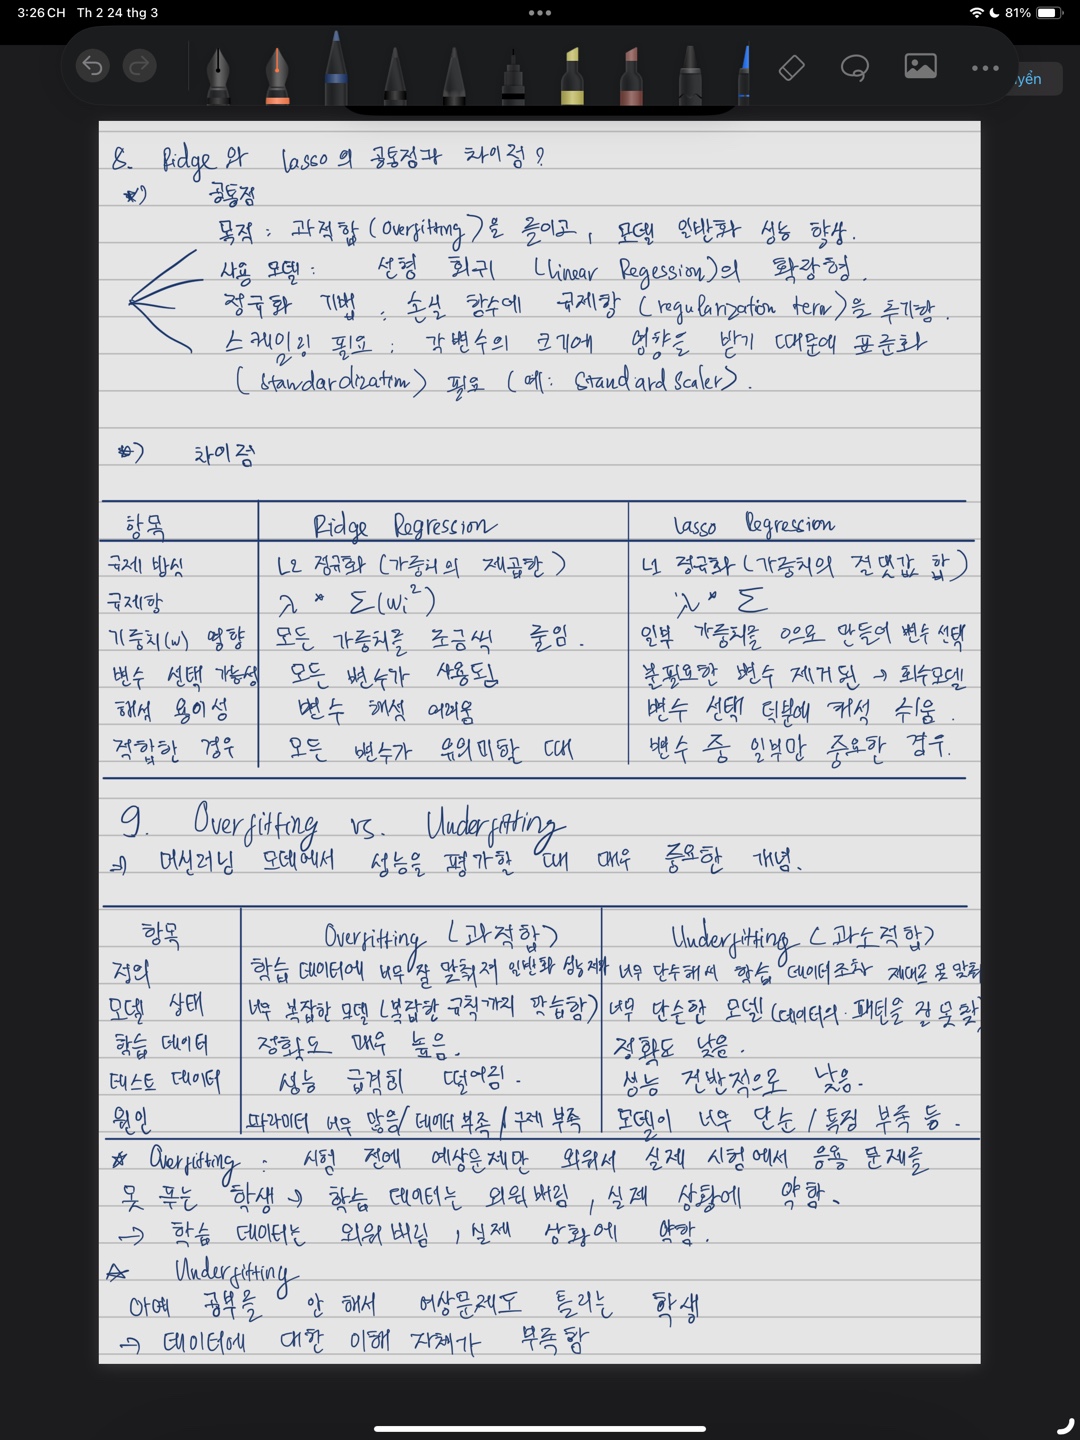 3:26 CH Th 2 24 thg 3
81%
yển
8. Ridge 와 Lasso의 공통점과 차이점?
*) 공통점
목적 : 과적합 (Overfitting)을 줄이고, 모델 일반화 성능 향상.
사용 모델 : 선형 회귀 (Linear Regession)의 확장형.
정규화 기법 : 손실 함수에 규제항 (regularization term)을 추가함.
스케일링 필요 : 각 변수의 크기에 영향을 받기 때문에 표준화
(Standardization) 필요 (예: StandardScaler).
*) 차이점
항목 Ridge Regression Lasso Regression
규제 방식 L2 정규화 (가중치의 제곱합) L1 정규화 (가중치의 절댓값 합)
규제항 λ * Σ(wi²) λ * Σ
가중치(w) 영향 모든 가중치를 조금씩 줄임. 일부 가중치를 0으로 만들어 변수 선택
변수 선택 가능성 모든 변수가 사용됨 불필요한 변수 제거됨 → 희소모델
해석 용이성 변수 해석 어려움 변수 선택 덕분에 해석 쉬움.
적합한 경우 모든 변수가 유의미할 때 변수 중 일부만 중요한 경우.
9. Overfitting vs. Underfitting
⇒ 머신러닝 모델에서 성능을 평가할 때 매우 중요한 개념.
항목 Overfitting (과적합) Underfitting (과소적합)
정의 학습 데이터에 너무 잘 맞춰져 일반화 성능 저하 너무 단순해서 학습 데이터조차 제대로 못 맞춰
모델 상태 너무 복잡한 모델 (복잡한 규칙까지 학습함) 너무 단순한 모델 (데이터의 패턴을 잘 못 찾)
학습 데이터 정확도 매우 높음. 정확도 낮음.
테스트 데이터 성능 급격히 떨어짐. 성능 전반적으로 낮음.
원인 파라미터 너무 많음/데이터 부족/규제 부족 모델이 너무 단순/특징 부족 등.
☆ Overfitting : 시험 전에 예상문제만 외워서 실제 시험에서 응용 문제를
못 푸는 학생 → 학습 데이터는 외워버림, 실제 상황에 약함.
→ 학습 데이터는 외워버림, 실제 상황에 약함.
☆ Underfitting
아예 공부을 안 해서 예상문제도 틀리는 학생
→ 데이터에 대한 이해 자체가 부족함